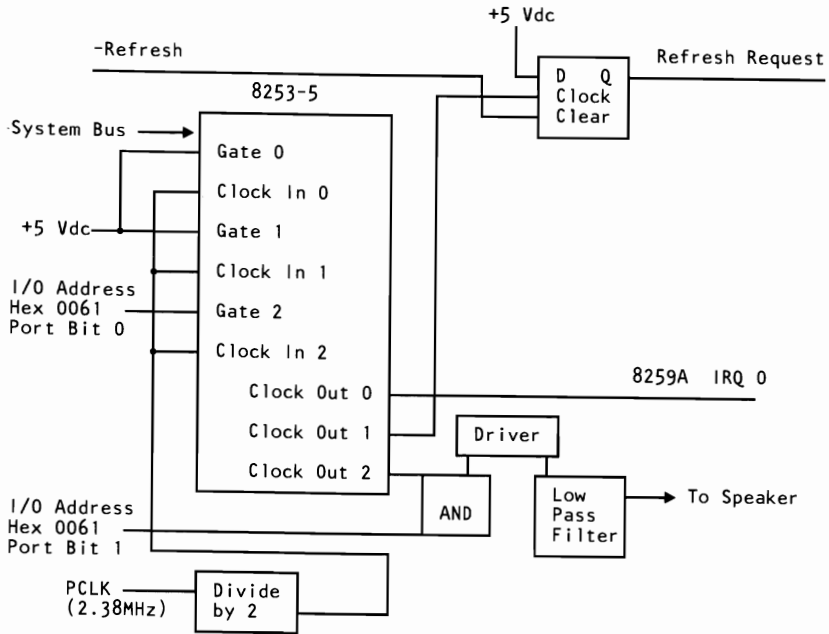 +5 Vdc
-Refresh
Refresh Request
D Q
Clock
Clear
8253-5
System Bus
Gate 0
Clock In 0
+5 Vdc
Gate 1
Clock In 1
I/O Address
Hex 0061
Port Bit 0
Gate 2
Clock In 2
Clock Out 0
8259A IRQ 0
Clock Out 1
Driver
Clock Out 2
I/O Address
Hex 0061
Port Bit 1
AND
Low
Pass
Filter
To Speaker
PCLK
(2.38MHz)
Divide
by 2